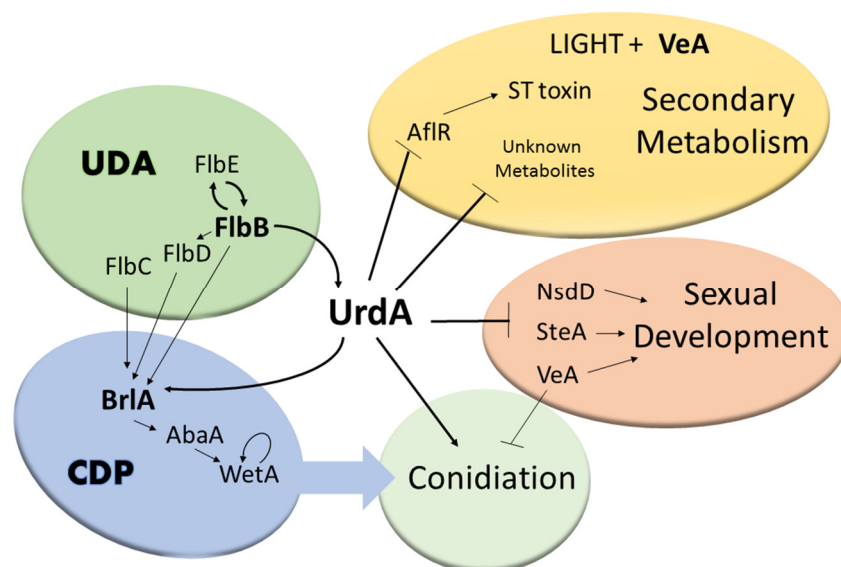 LIGHT + VeA
ST toxin
Secondary
Metabolism
AflR
Unknown
Metabolites
UDA
FlbE
FlbB
FlbD
FlbC
UrdA
NsdD
SteA
VeA
Sexual
Development
BrlA
AbaA
WetA
CDP
Conidiation